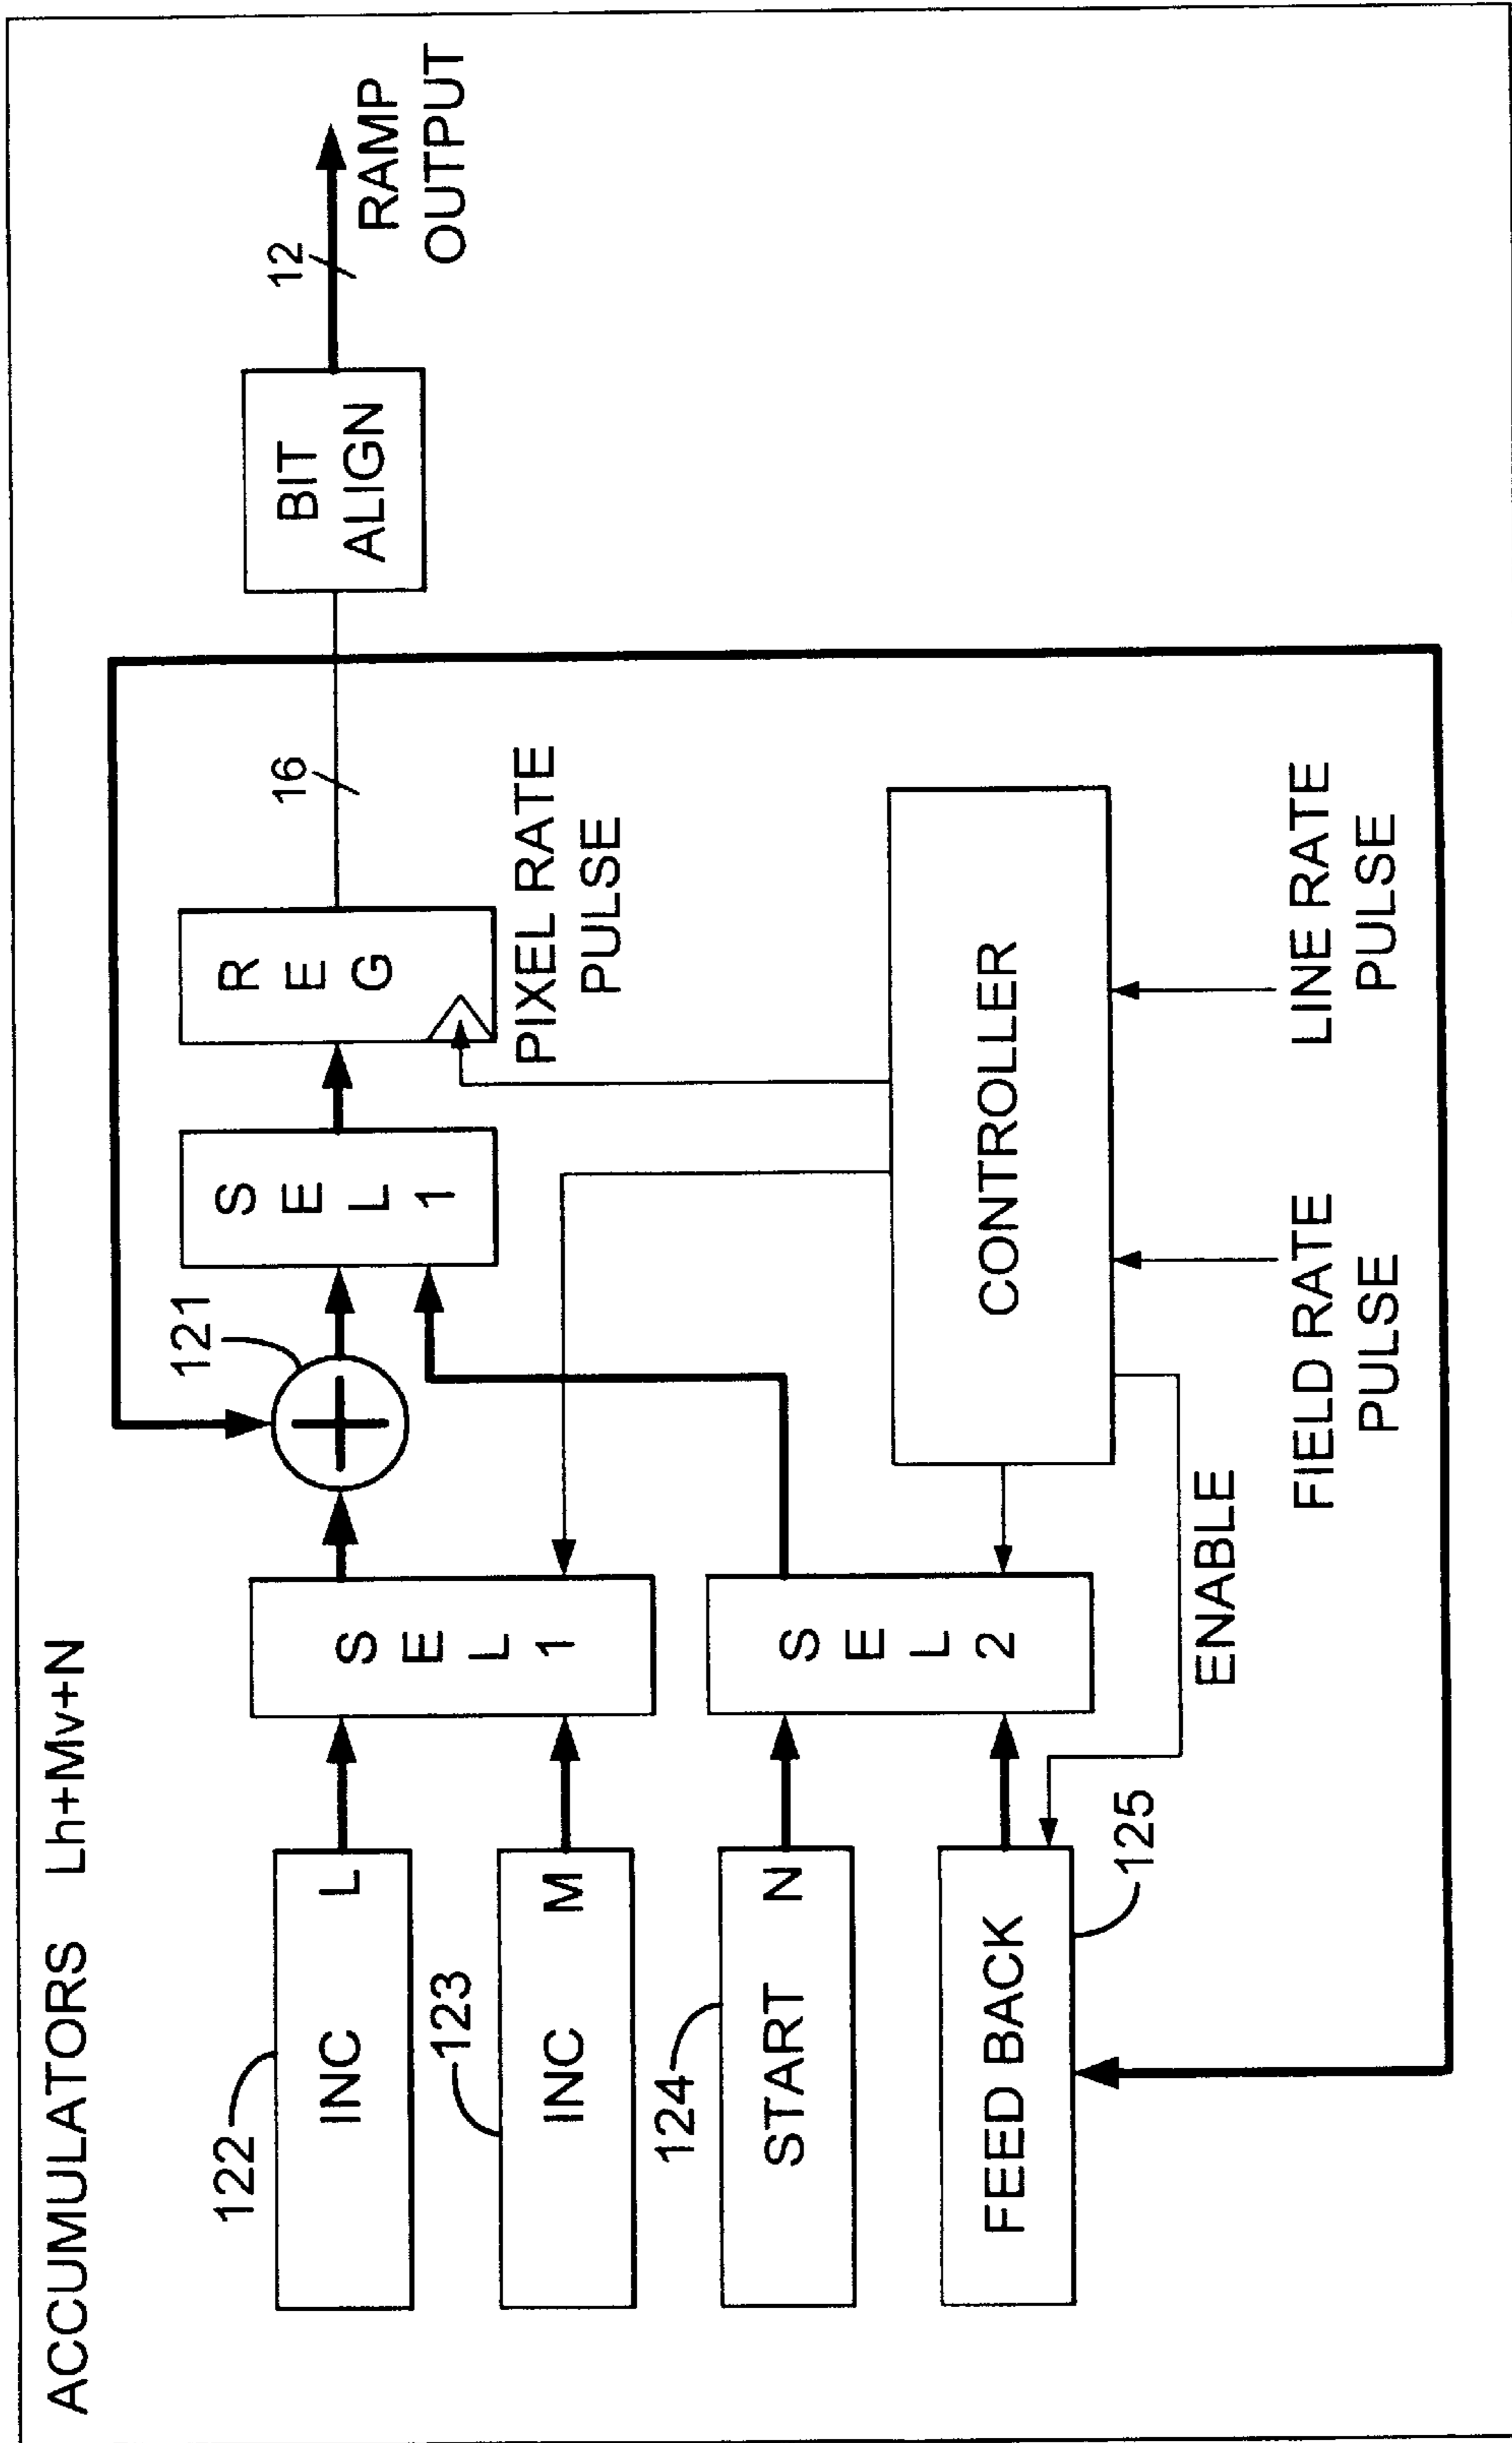 ACCUMULATORS Lh+Mv+N
122
INC L
123
INC M
124
START N
FEED BACK
125
S
E
L
1
S
E
L
2
ENABLE
121
S
E
L
1
R
E
G
PIXEL RATE
PULSE
CONTROLLER
FIELD RATE
PULSE
LINE RATE
PULSE
16
BIT
ALIGN
12
RAMP
OUTPUT